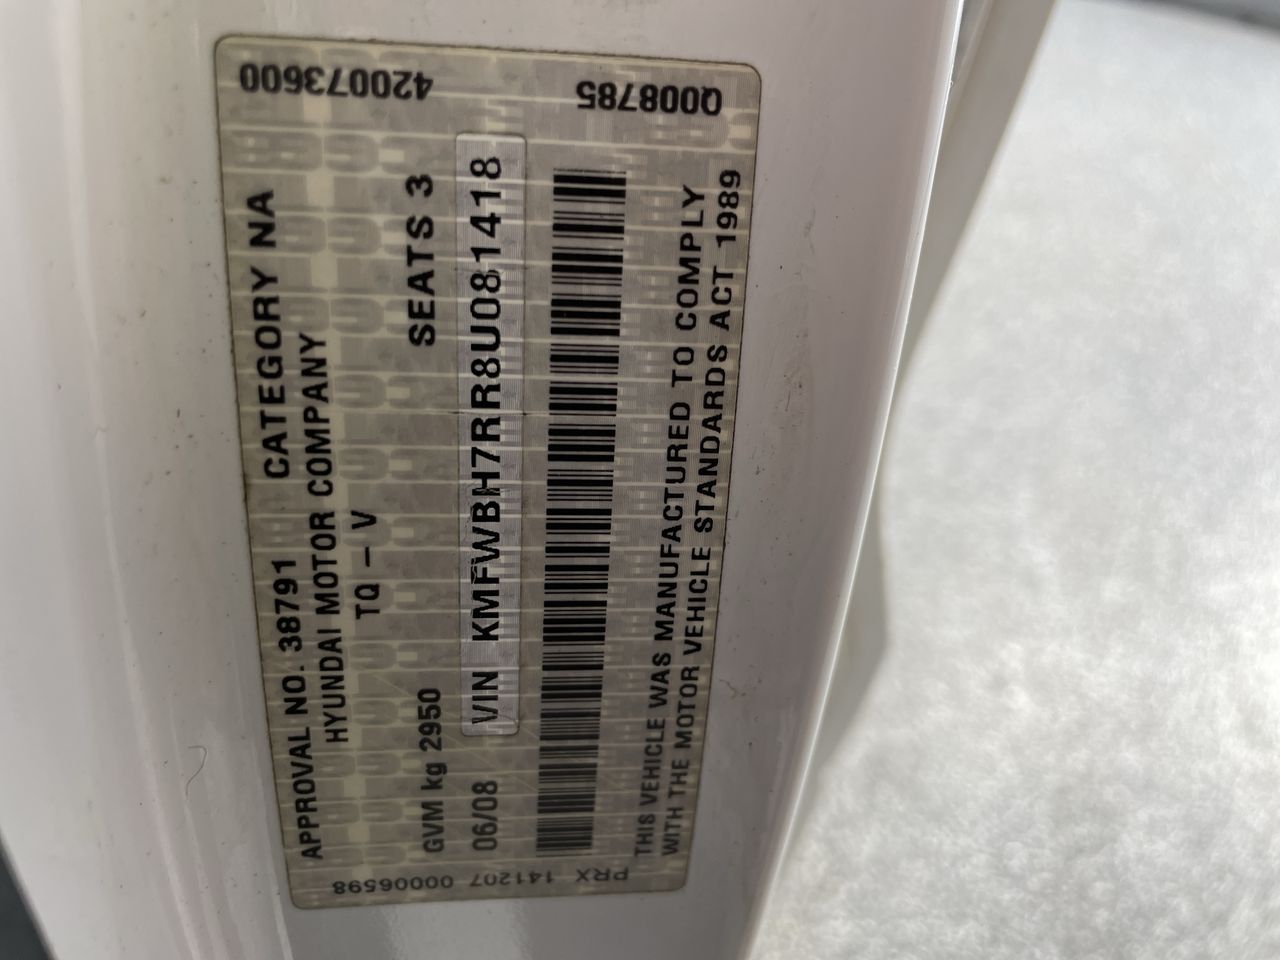 420073600
Q008785
APPROVAL NO. 38791 CATEGORY NA
HYUNDAI MOTOR COMPANY
TQ – V
GVM kg 2950 SEATS 3
06/08 VIN KMFWBH7RR8U081418
THIS VEHICLE WAS MANUFACTURED TO COMPLY
WITH THE MOTOR VEHICLE STANDARDS ACT 1989
PRX 141207 00006598